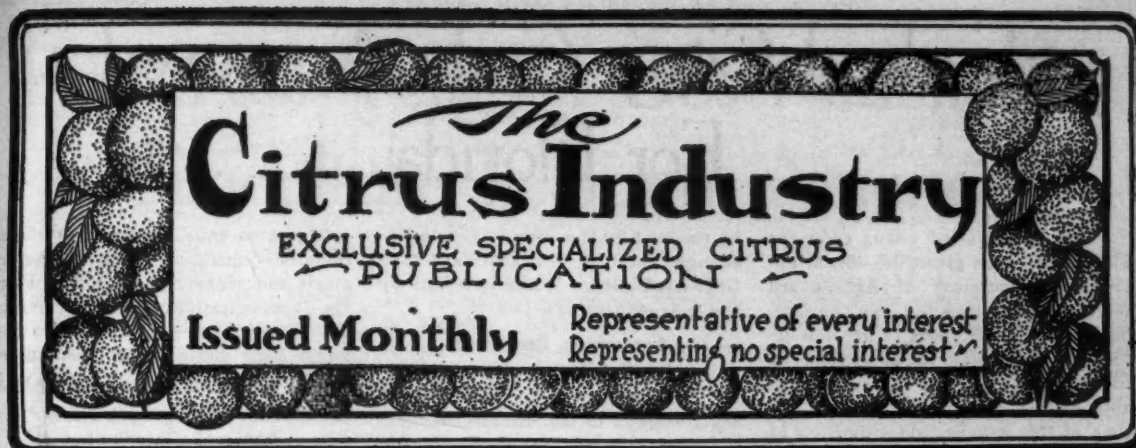 The
Citrus Industry
EXCLUSIVE SPECIALIZED CITRUS
PUBLICATION
Issued Monthly
Representative of every interest
Representing no special interest